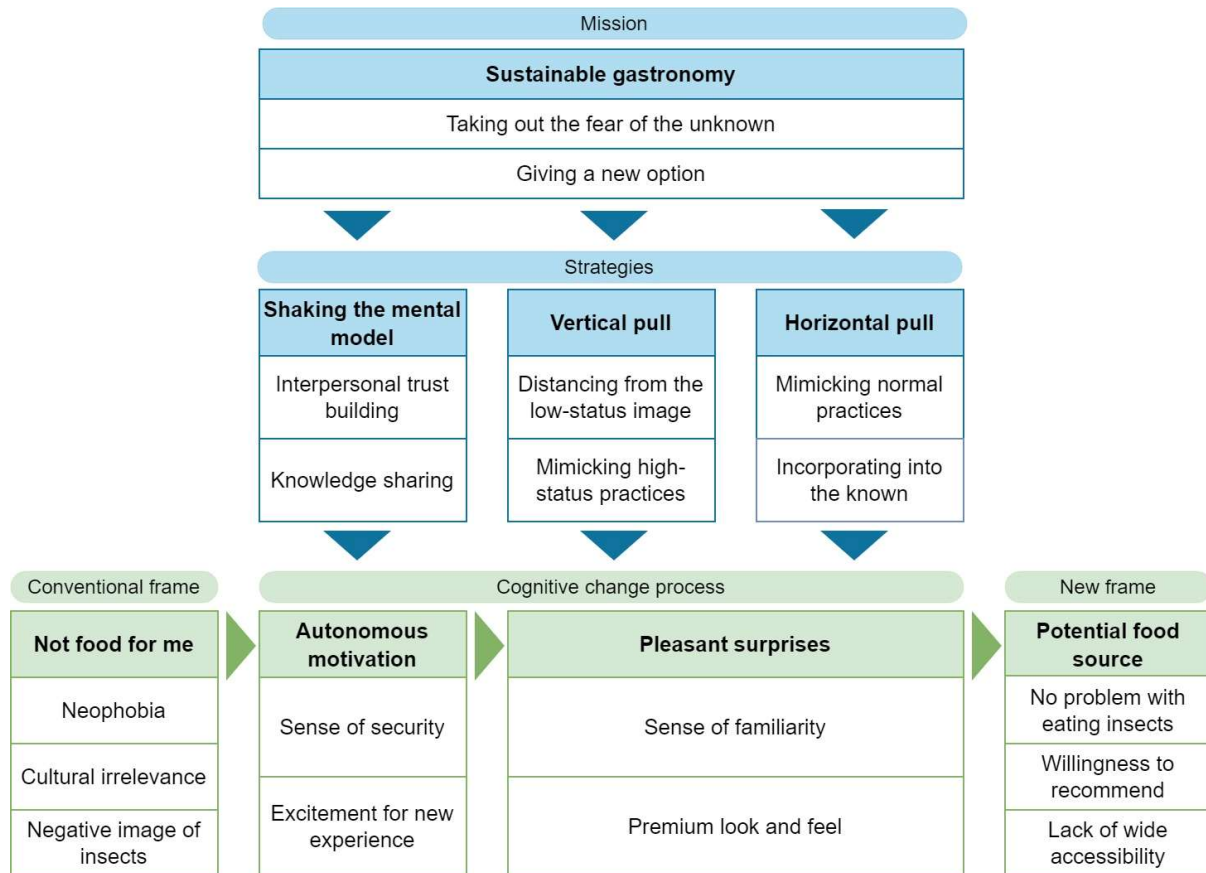 Mission
Sustainable gastronomy
Taking out the fear of the unknown
Giving a new option
Strategies
Shaking the mental
model
Interpersonal trust
building
Knowledge sharing
Vertical pull
Distancing from the
low-status image
Mimicking high-
status practices
Horizontal pull
Mimicking normal
practices
Incorporating into
the known
Conventional frame
Not food for me
Neophobia
Cultural irrelevance
Negative image of
insects
Cognitive change process
Autonomous
motivation
Sense of security
Excitement for new
experience
Pleasant surprises
Sense of familiarity
Premium look and feel
New frame
Potential food
source
No problem with
eating insects
Willingness to
recommend
Lack of wide
accessibility